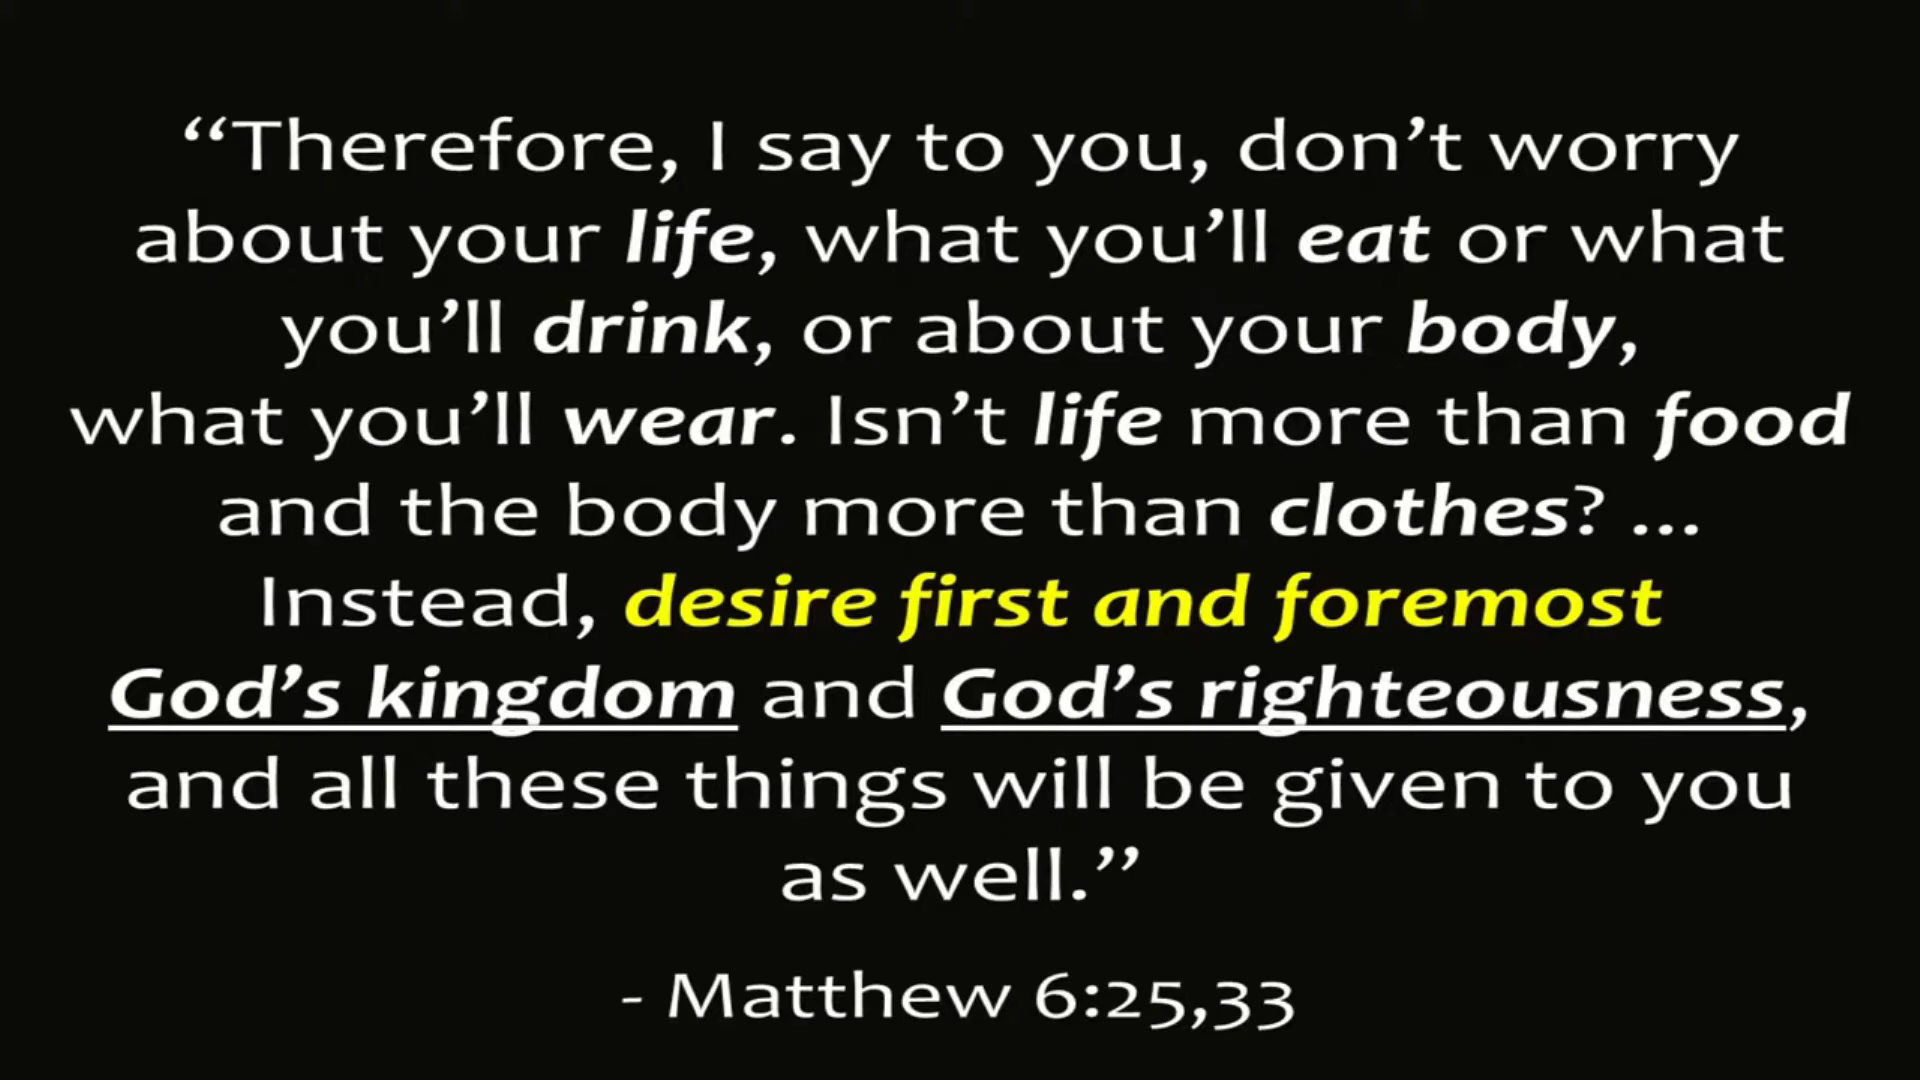 “Therefore, I say to you, don’t worry
about your life, what you’ll eat or what
you’ll drink, or about your body,
what you’ll wear. Isn’t life more than food
and the body more than clothes? ...
Instead, desire first and foremost
God’s kingdom and God’s righteousness,
and all these things will be given to you
as well.”
- Matthew 6:25,33